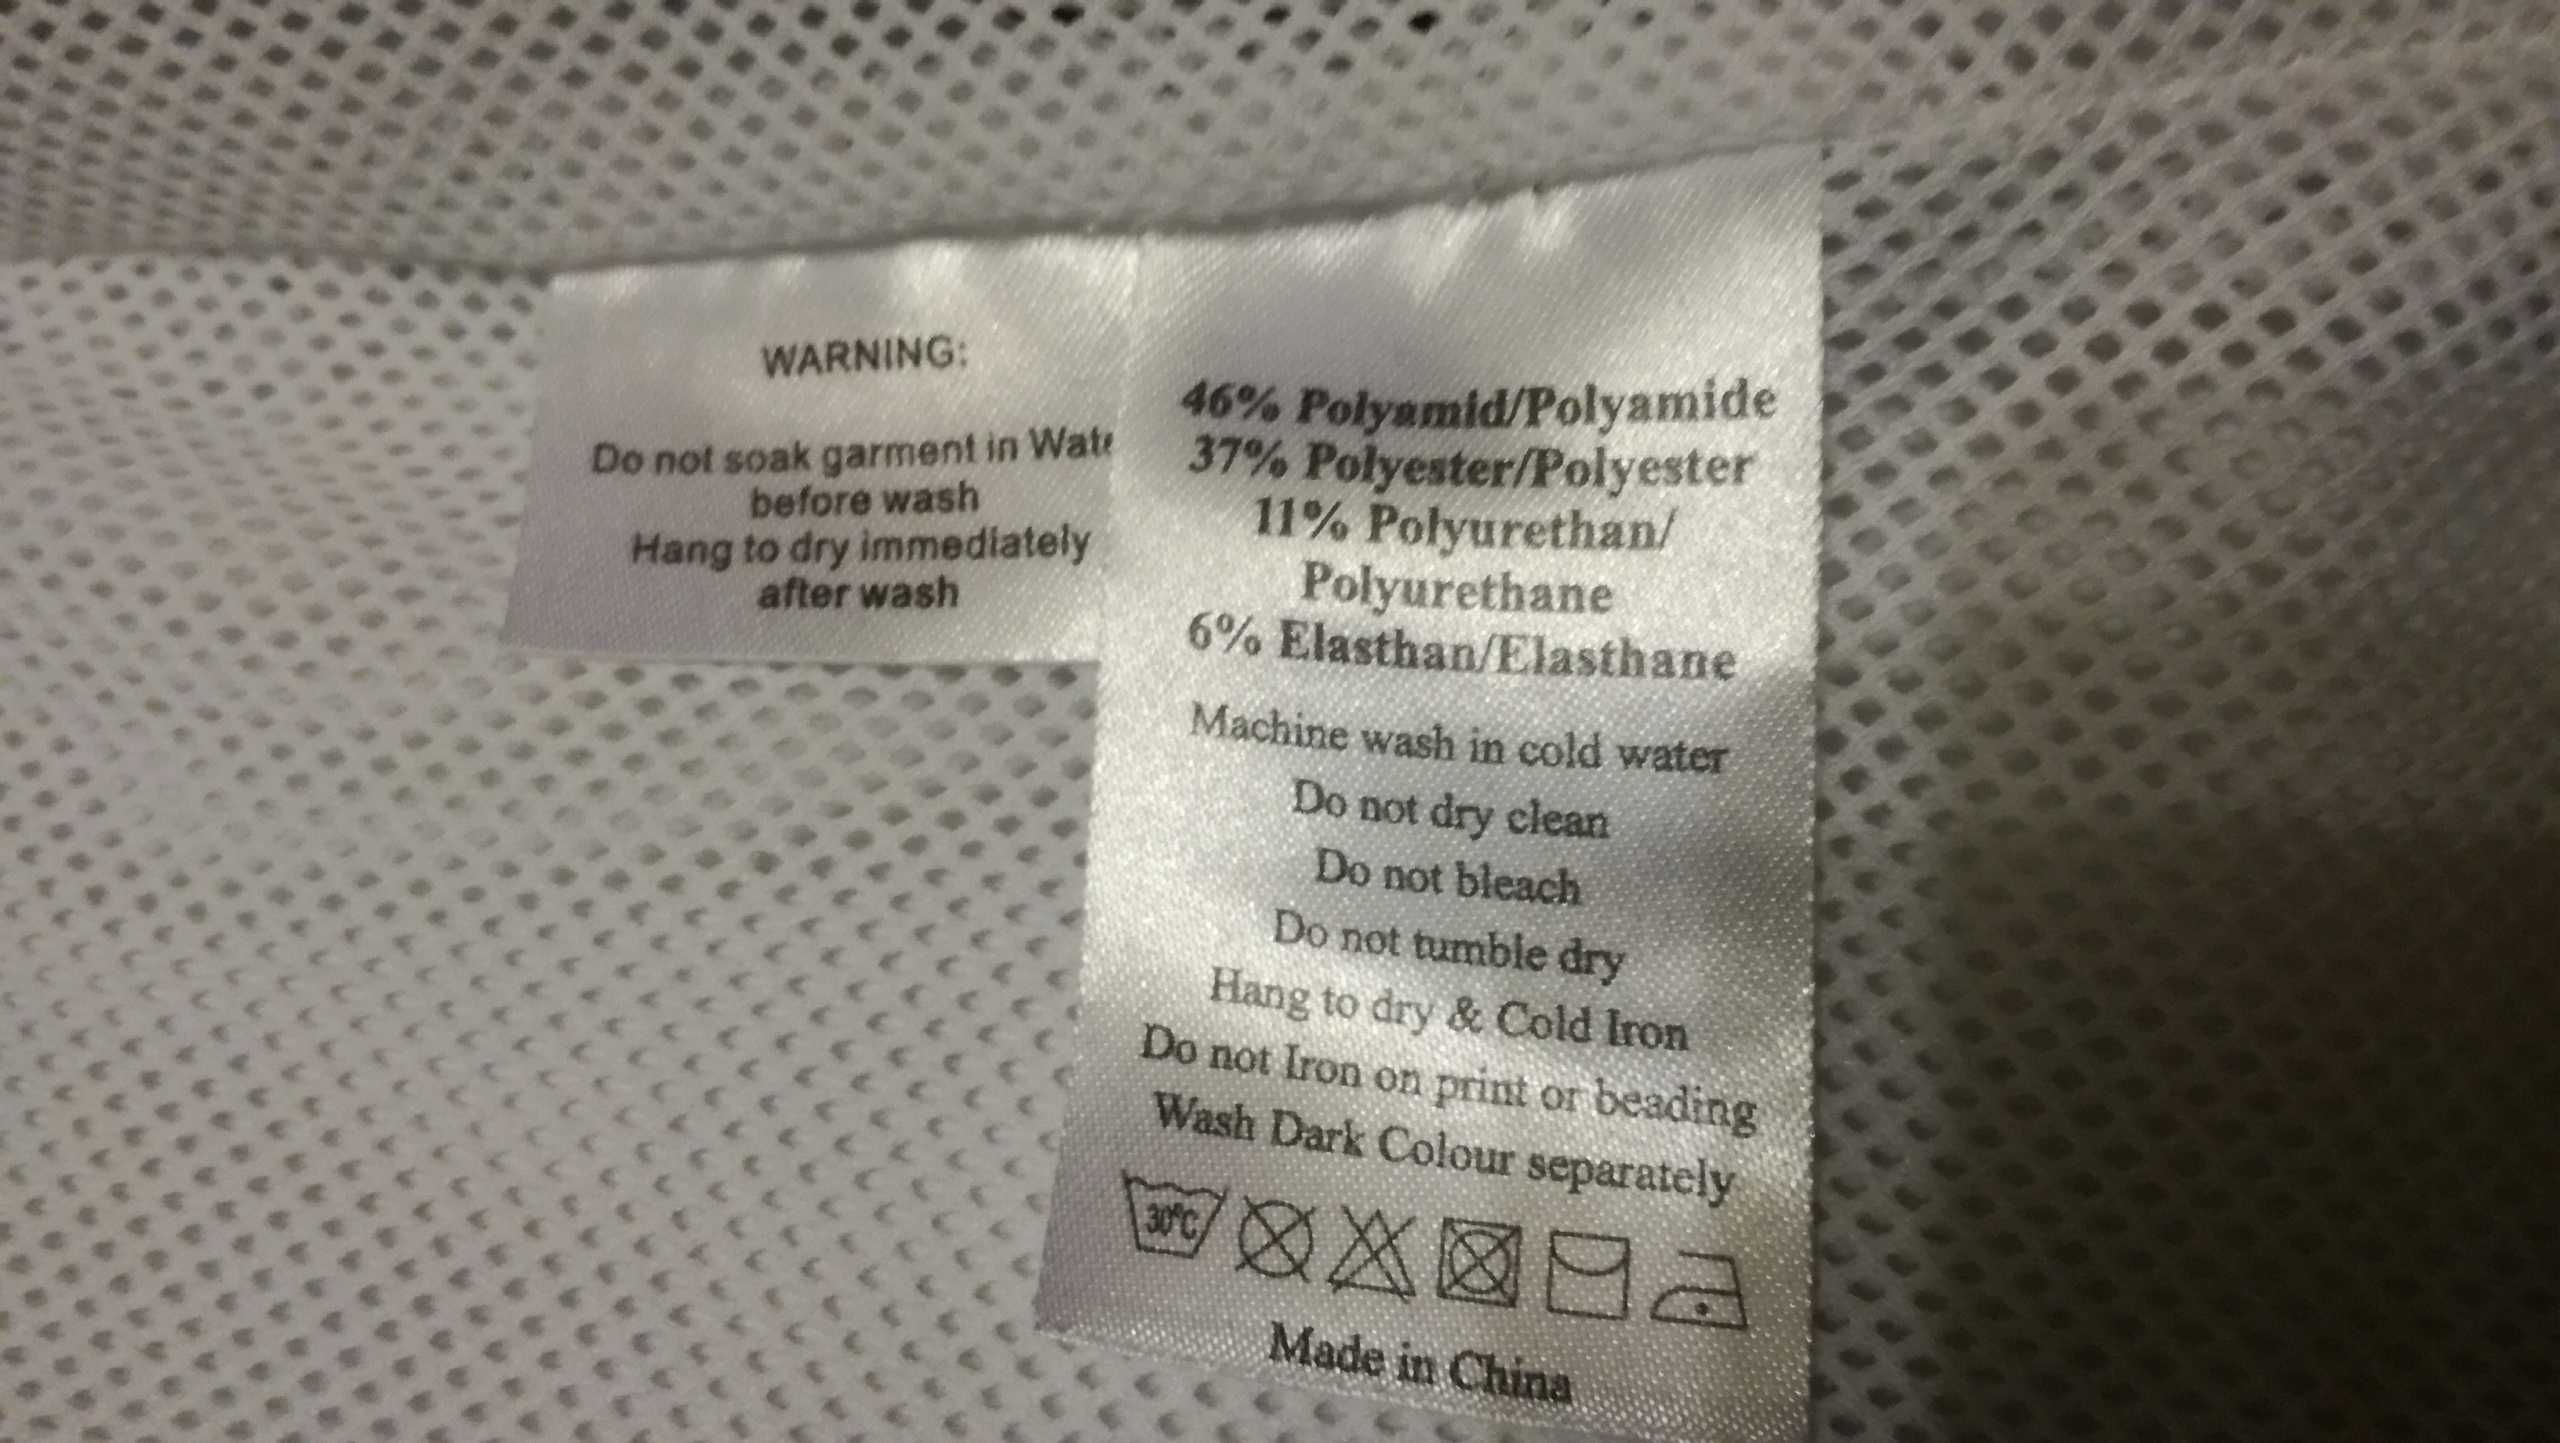 WARNING:
Do not soak garment in Wate
before wash
Hang to dry immediately
after wash
46% Polyamid/Polyamide
37% Polyester/Polyester
11% Polyurethan/
Polyurethane
6% Elasthan/Elasthane
Machine wash in cold water
Do not dry clean
Do not bleach
Do not tumble dry
Hang to dry & Cold Iron
Do not Iron on print or beading
Wash Dark Colour separately
30°C
Made in China